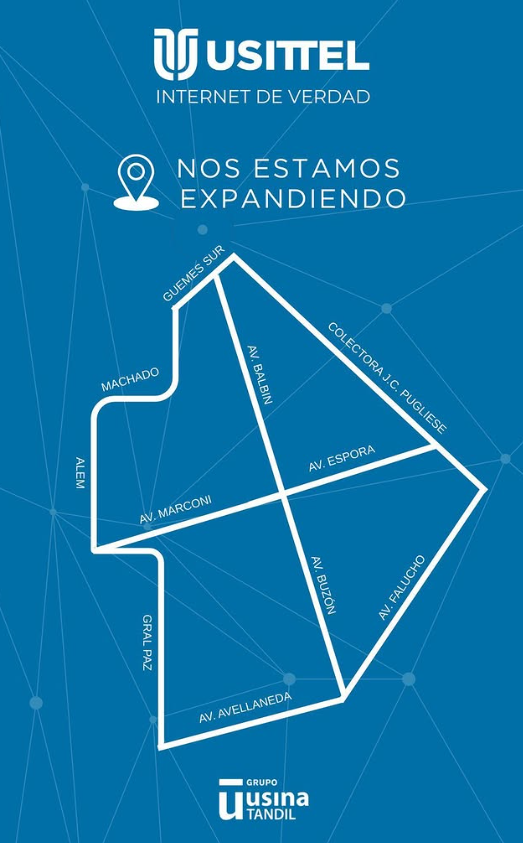 USITTEL
INTERNET DE VERDAD
NOS ESTAMOS
EXPANDIENDO
GUEMES SUR
COLECTORA J.C. PUGLIESE
MACHADO
AV. BALBIN
ALEM
AV. ESPORA
AV. MARCONI
AV. BUZÓN
AV. FALUCHO
GRAL PAZ
AV. AVELLANEDA
GRUPO
usina
TANDIL